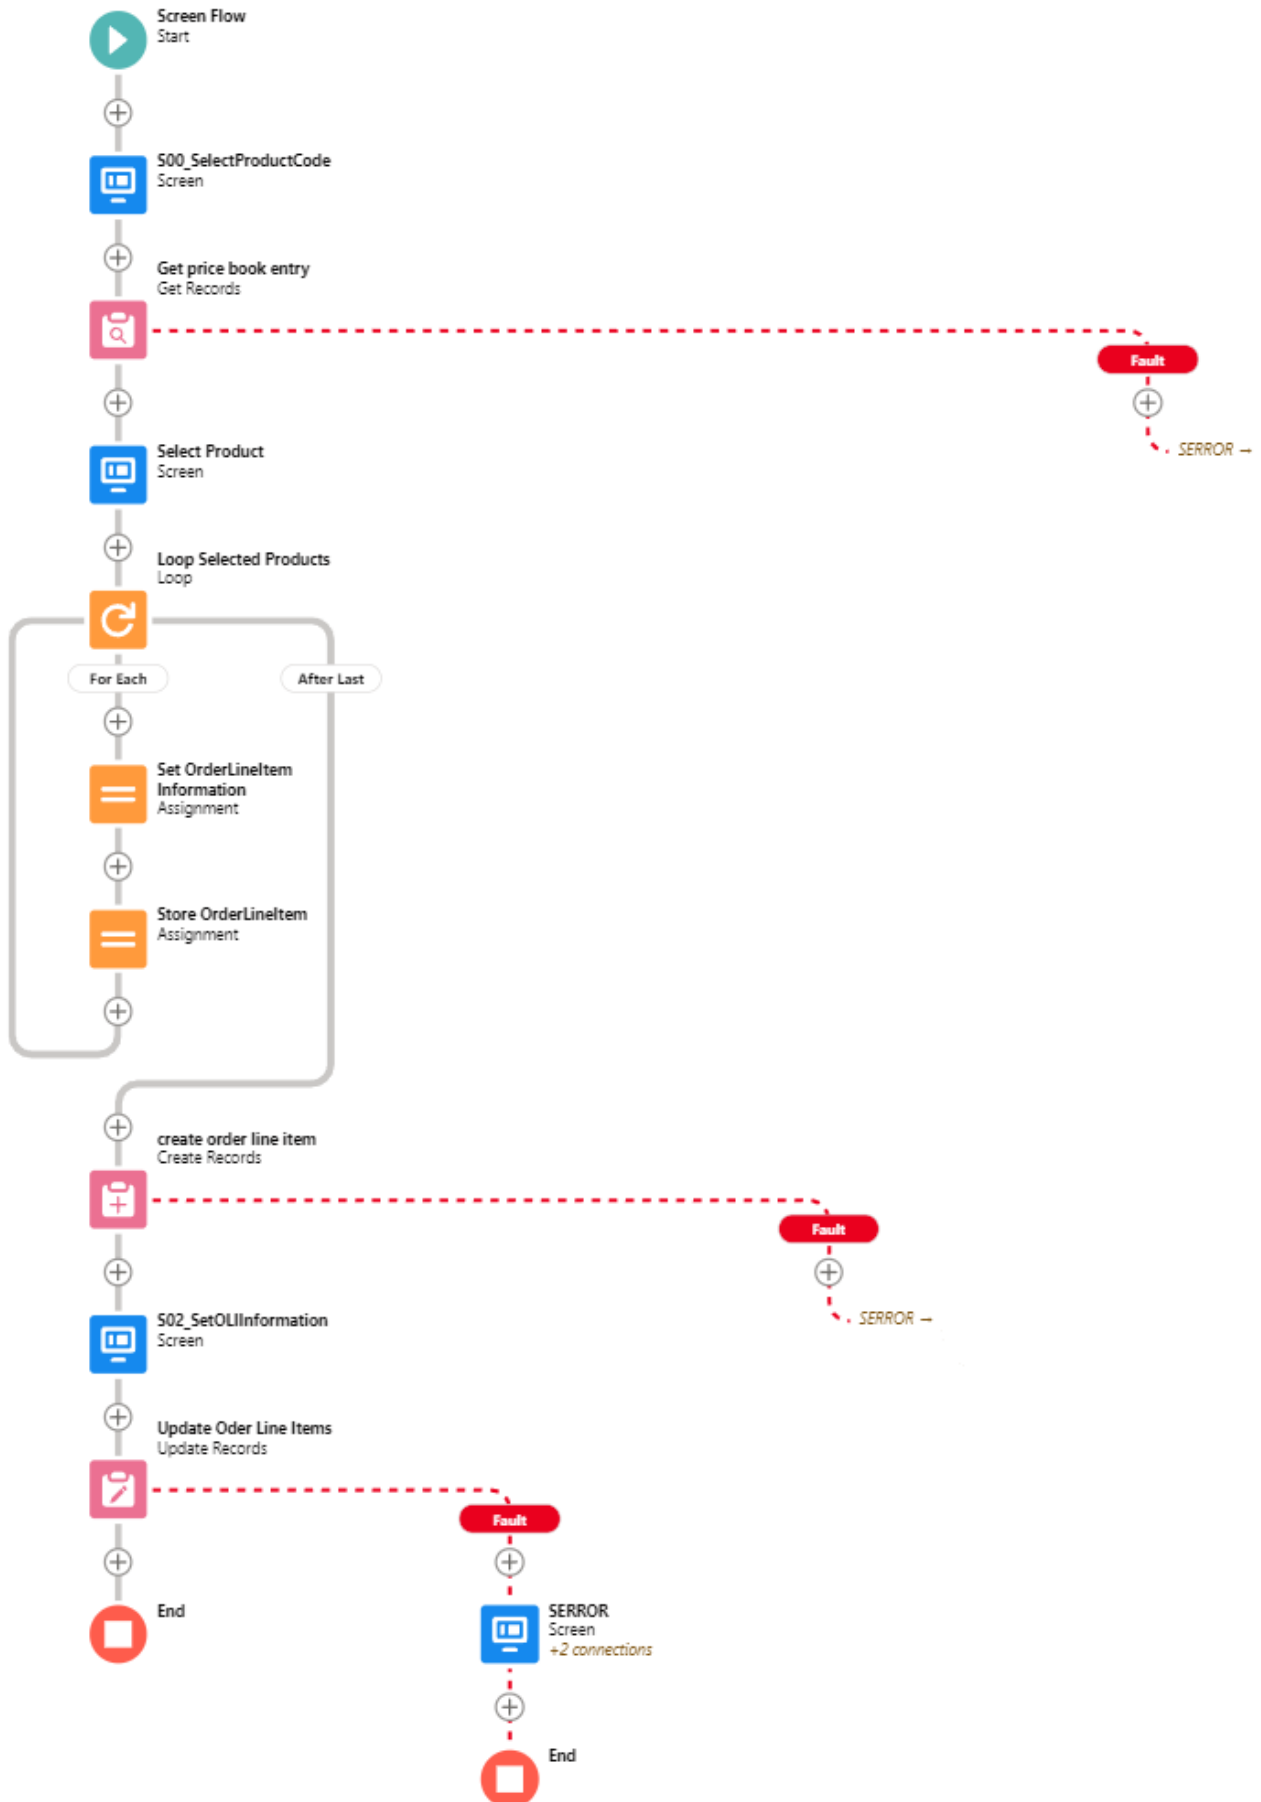 Screen Flow
Start
S00_SelectProductCode
Screen
Get price book entry
Get Records
Fault
SERROR →
Select Product
Screen
Loop Selected Products
Loop
For Each
After Last
Set OrderLineItem
Information
Assignment
Store OrderLineItem
Assignment
create order line item
Create Records
Fault
SERROR →
S02_SetOLIInformation
Screen
Update Oder Line Items
Update Records
Fault
End
SERROR
Screen
+2 connections
End